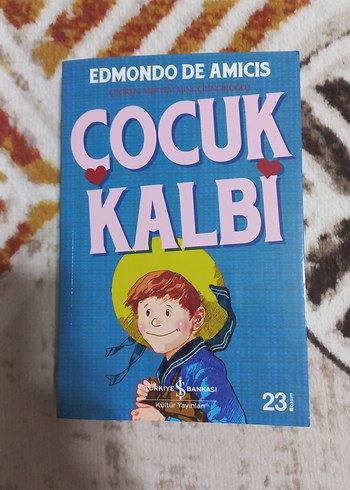 EDMONDO DE AMICIS
ÇOCUK
KALBİ
TÜRKİYE İŞ BANKASI
Kültür Yayınları
23